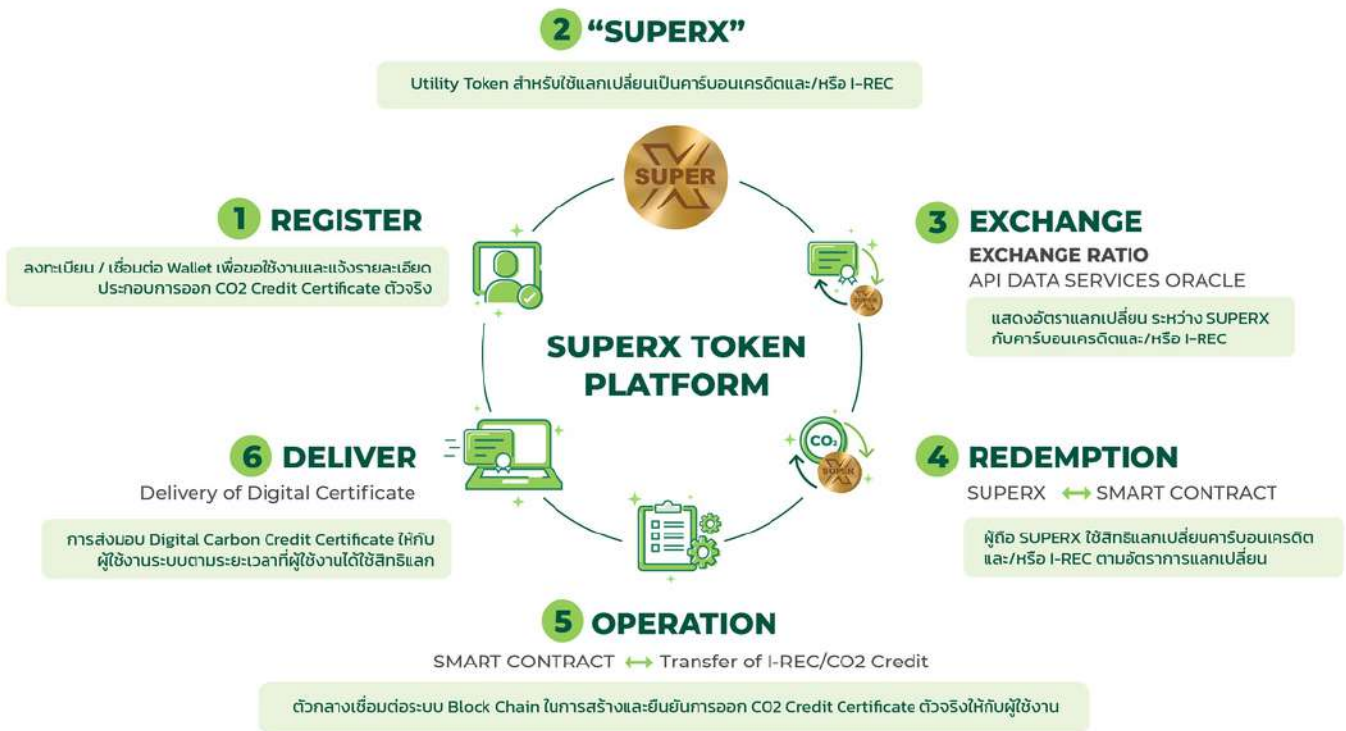 2 "SUPERX"
Utility Token สำหรับใช้แลกเปลี่ยนเป็นคาร์บอนเครดิตและ/หรือ I-REC
SUPER X
1 REGISTER
ลงทะเบียน / เชื่อมต่อ Wallet เพื่อขอใช้งานและแจ้งรายละเอียด
ประกอบการออก CO2 Credit Certificate ตัวจริง
3 EXCHANGE
EXCHANGE RATIO
API DATA SERVICES ORACLE
แสดงอัตราแลกเปลี่ยน ระหว่าง SUPERX
กับคาร์บอนเครดิตและ/หรือ I-REC
SUPER X
SUPERX TOKEN
PLATFORM
6 DELIVER
Delivery of Digital Certificate
การส่งมอบ Digital Carbon Credit Certificate ให้กับ
ผู้ใช้งานระบบตามระยะเวลาที่ผู้ใช้งานได้ใช้สิทธิแลก
CO₂
SUPER X
4 REDEMPTION
SUPERX ↔ SMART CONTRACT
ผู้ถือ SUPERX ใช้สิทธิแลกเปลี่ยนคาร์บอนเครดิต
และ/หรือ I-REC ตามอัตราการแลกเปลี่ยน
5 OPERATION
SMART CONTRACT ↔ Transfer of I-REC/CO2 Credit
ตัวกลางเชื่อมต่อระบบ Block Chain ในการสร้างและยืนยันการออก CO2 Credit Certificate ตัวจริงให้กับผู้ใช้งาน